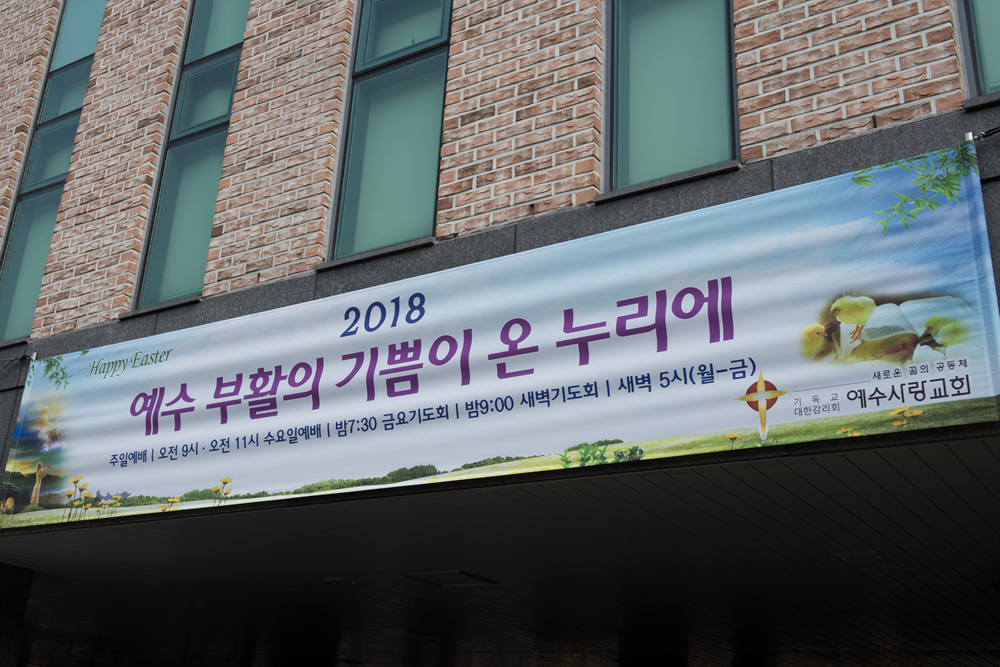 Happy Easter
2018
예수 부활의 기쁨이 온 누리에
주일예배 | 오전 9시 · 오전 11시 수요일예배 | 밤7:30 금요기도회 | 밤9:00 새벽기도회 | 새벽 5시(월-금)
새로운 꿈의 공동체
기독교
대한감리회 예수사랑교회